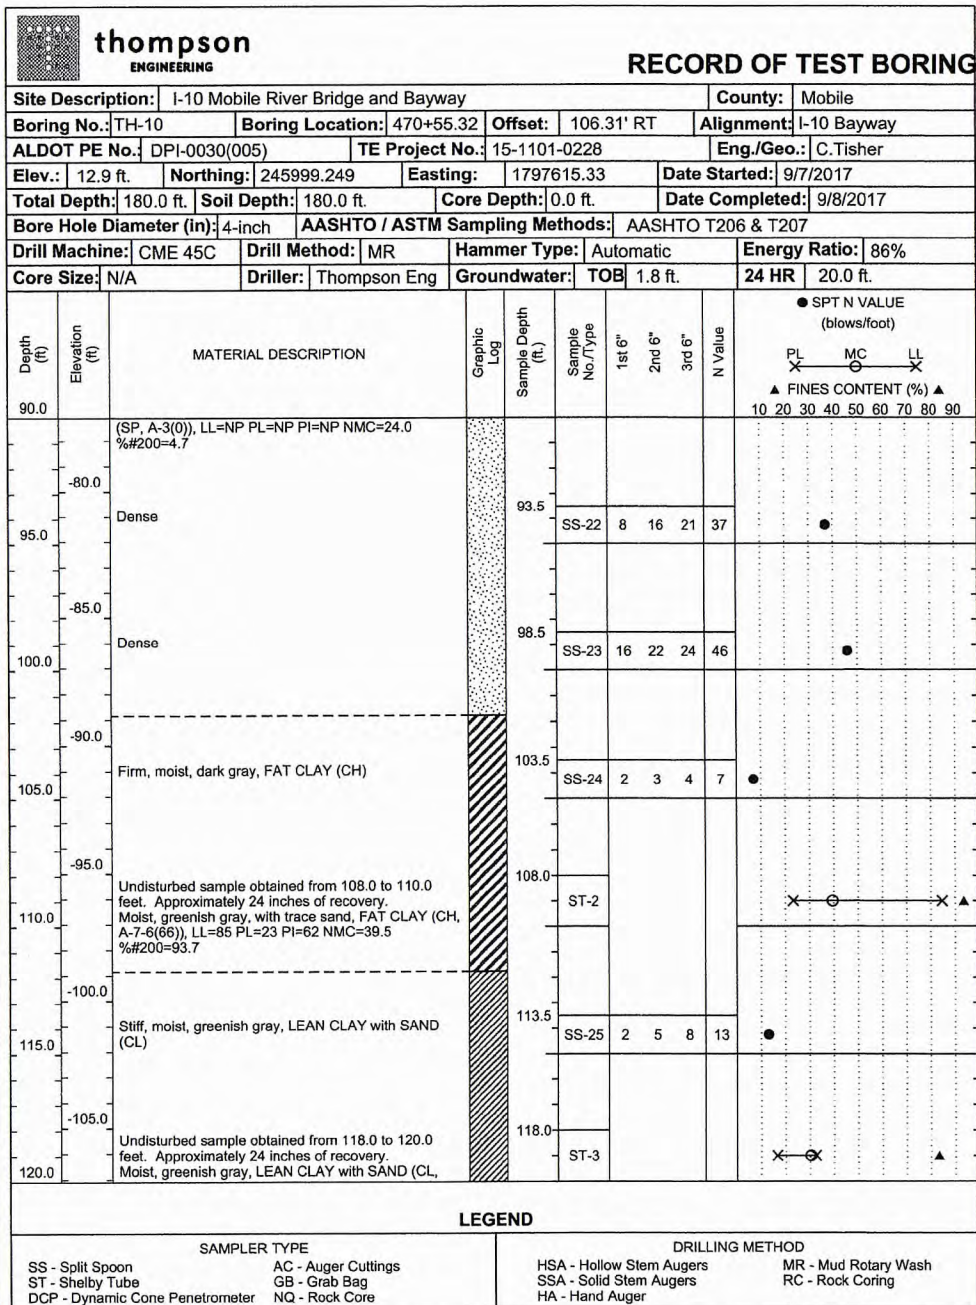 thompson
ENGINEERING
RECORD OF TEST BORING
Site Description: I-10 Mobile River Bridge and Bayway County: Mobile
Boring No.: TH-10 Boring Location: 470+55.32 Offset: 106.31' RT Alignment: I-10 Bayway
ALDOT PE No.: DPI-0030(005) TE Project No.: 15-1101-0228 Eng./Geo.: C.Tisher
Elev.: 12.9 ft. Northing: 245999.249 Easting: 1797615.33 Date Started: 9/7/2017
Total Depth: 180.0 ft. Soil Depth: 180.0 ft. Core Depth: 0.0 ft. Date Completed: 9/8/2017
Bore Hole Diameter (in): 4-inch AASHTO / ASTM Sampling Methods: AASHTO T206 & T207
Drill Machine: CME 45C Drill Method: MR Hammer Type: Automatic Energy Ratio: 86%
Core Size: N/A Driller: Thompson Eng Groundwater: TOB 1.8 ft. 24 HR 20.0 ft.
Depth (ft) Elevation (ft) MATERIAL DESCRIPTION Graphic Log Sample Depth (ft.) Sample No./Type 1st 6" 2nd 6" 3rd 6" N Value
● SPT N VALUE
(blows/foot)
PL MC LL
▲ FINES CONTENT (%) ▲
90.0 10 20 30 40 50 60 70 80 90
(SP, A-3(0)), LL=NP PL=NP PI=NP NMC=24.0
%#200=4.7
-80.0
93.5
Dense
SS-22 8 16 21 37
95.0
-85.0
98.5
Dense
SS-23 16 22 24 46
100.0
-90.0
103.5
Firm, moist, dark gray, FAT CLAY (CH)
SS-24 2 3 4 7
105.0
-95.0
108.0
Undisturbed sample obtained from 108.0 to 110.0
feet. Approximately 24 inches of recovery.
ST-2
Moist, greenish gray, with trace sand, FAT CLAY (CH,
110.0
A-7-6(66)), LL=85 PL=23 PI=62 NMC=39.5
%#200=93.7
-100.0
113.5
Stiff, moist, greenish gray, LEAN CLAY with SAND
(CL)
SS-25 2 5 8 13
115.0
-105.0
118.0
Undisturbed sample obtained from 118.0 to 120.0
feet. Approximately 24 inches of recovery.
ST-3
Moist, greenish gray, LEAN CLAY with SAND (CL,
120.0
LEGEND
SAMPLER TYPE
SS - Split Spoon AC - Auger Cuttings
ST - Shelby Tube GB - Grab Bag
DCP - Dynamic Cone Penetrometer NQ - Rock Core
DRILLING METHOD
HSA - Hollow Stem Augers MR - Mud Rotary Wash
SSA - Solid Stem Augers RC - Rock Coring
HA - Hand Auger